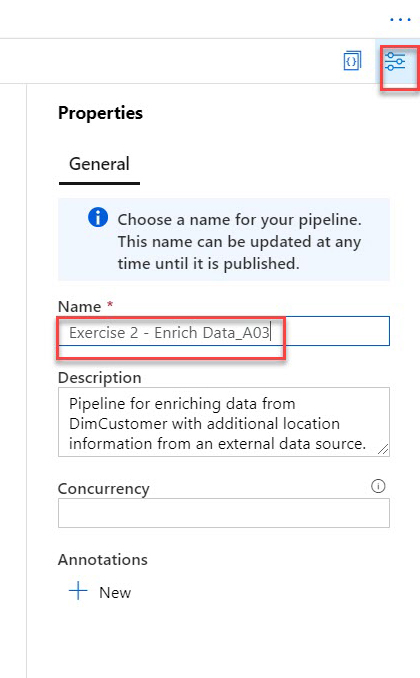 ...
{}
Properties
General
Choose a name for your pipeline.
This name can be updated at any
time until it is published.
Name *
Exercise 2 - Enrich Data_A03
Description
Pipeline for enriching data from
DimCustomer with additional location
information from an external data source.
Concurrency
Annotations
New